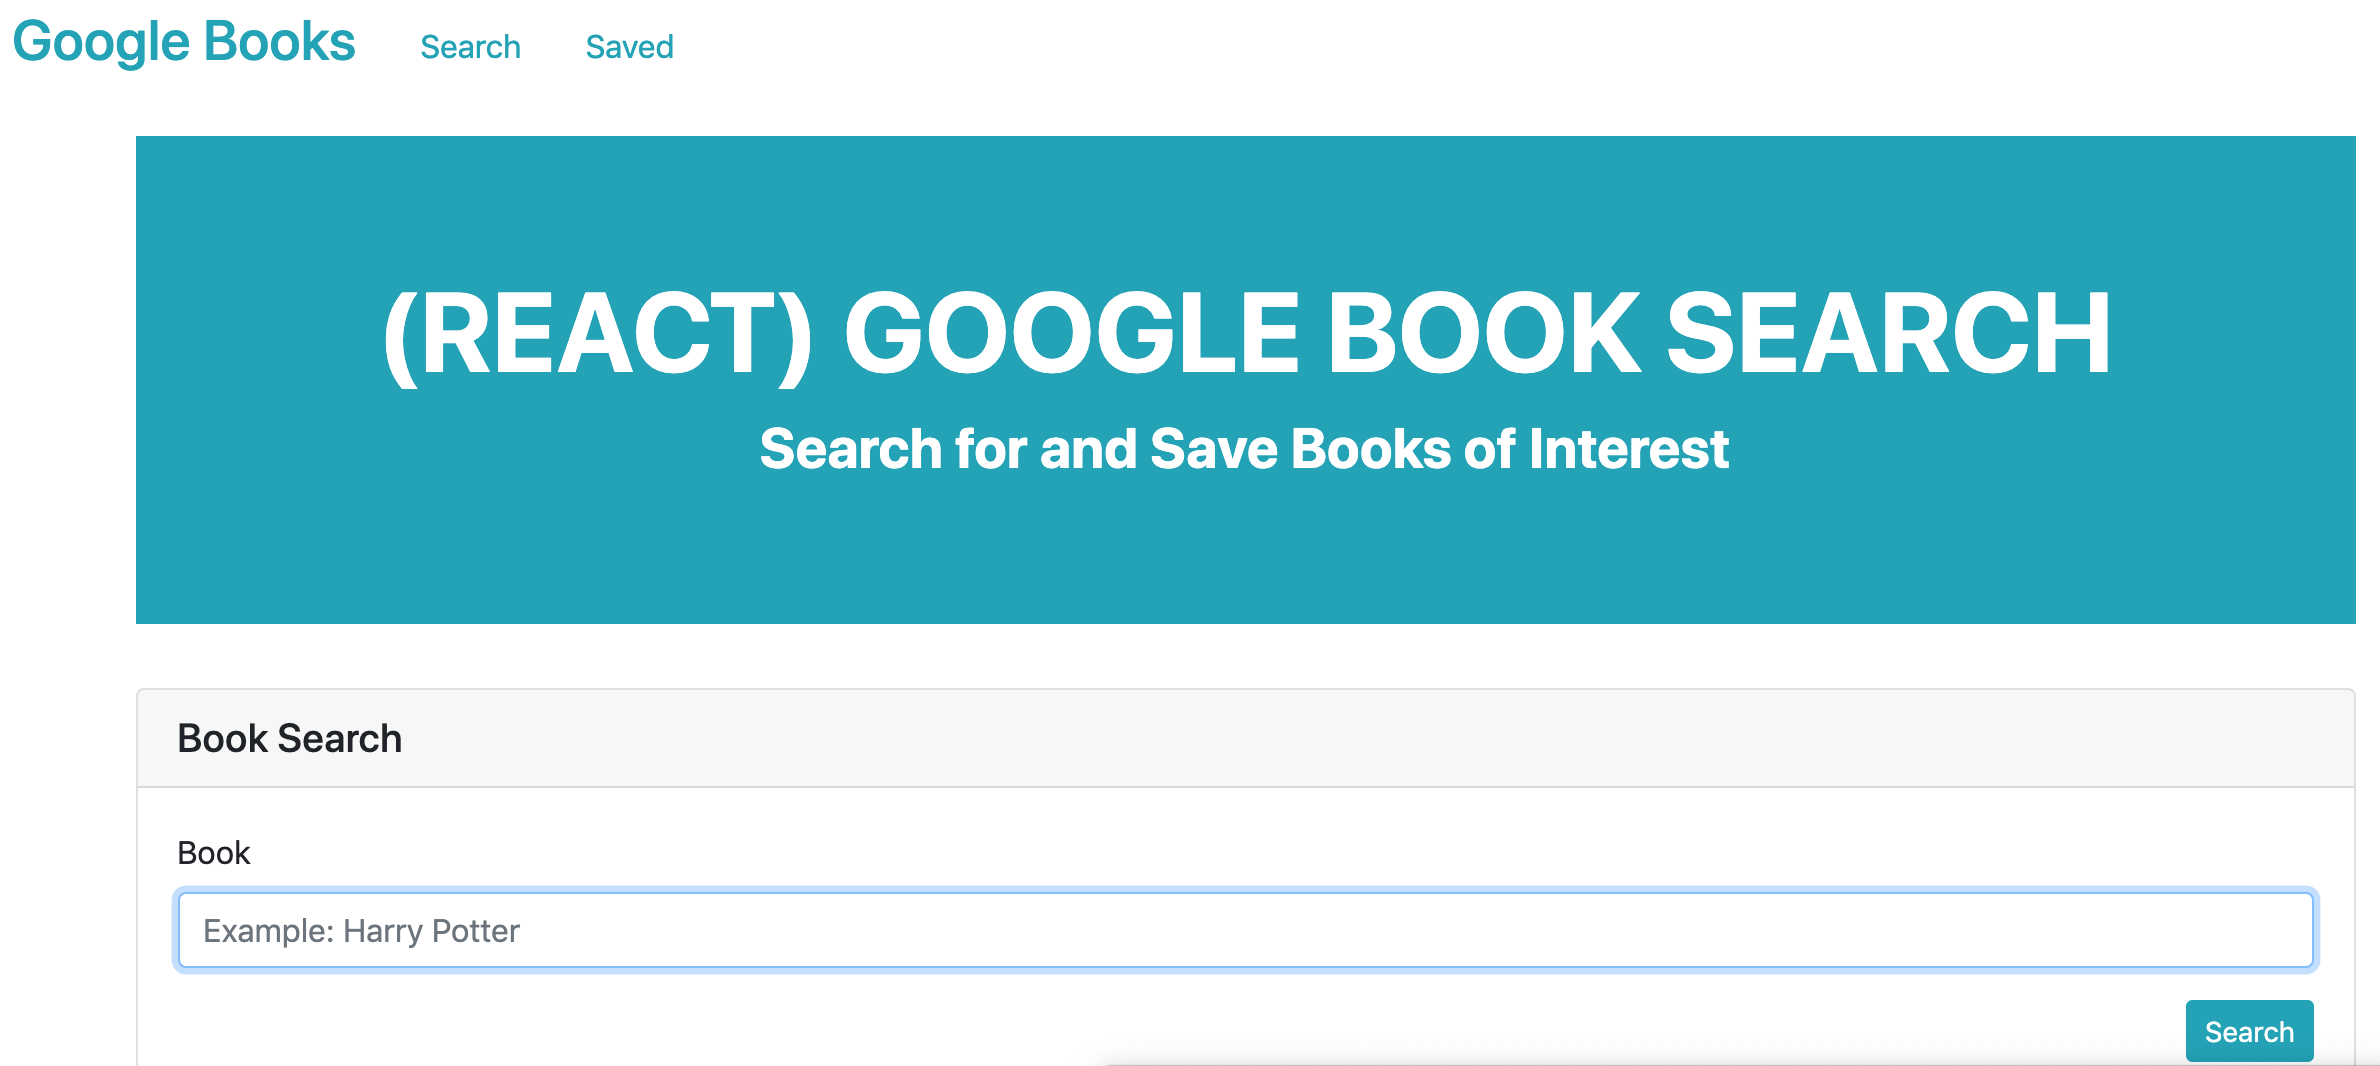 Google Books Search Saved
(REACT) GOOGLE BOOK SEARCH
Search for and Save Books of Interest
Book Search
Book
Example: Harry Potter
Search